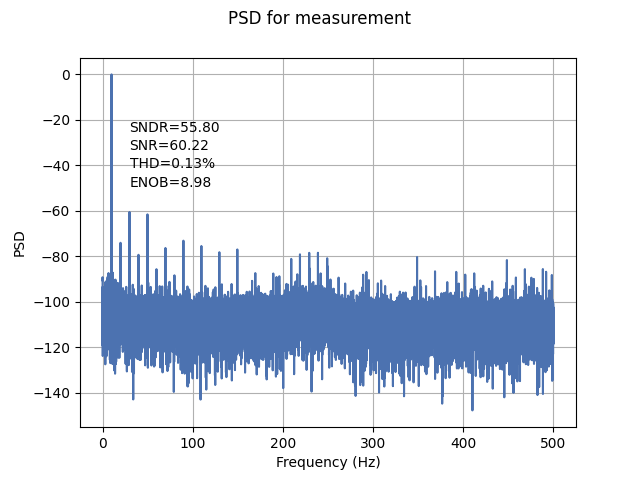 PSD for measurement
0
−20
−40
−60
−80
−100
−120
−140
PSD
SNDR=55.80
SNR=60.22
THD=0.13%
ENOB=8.98
0 100 200 300 400 500
Frequency (Hz)